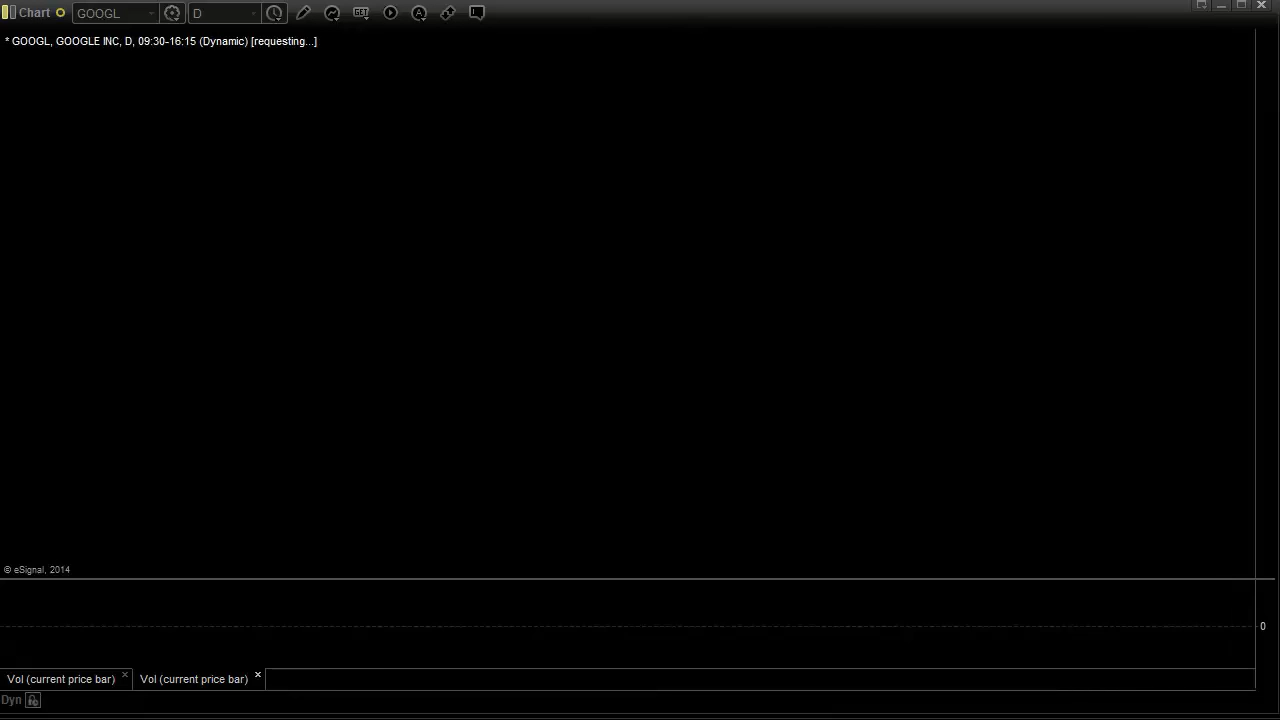 Chart GOOGL D GET A
* GOOGL, GOOGLE INC, D, 09:30-16:15 (Dynamic) [requesting...]
© eSignal, 2014
0
Vol (current price bar) × Vol (current price bar) ×
Dyn